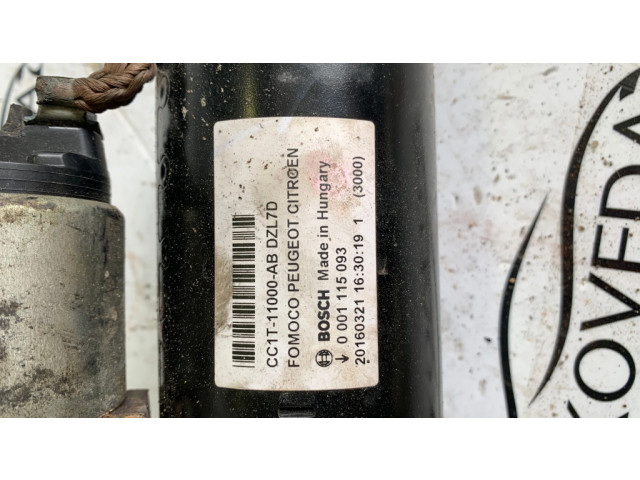 CC1T-11000-AB DZL7D
FOMOCO PEUGEOT CITROEN
BOSCH Made in Hungary
0 001 115 093
20160321 16:30:19 1 (3000)
KOVEDA